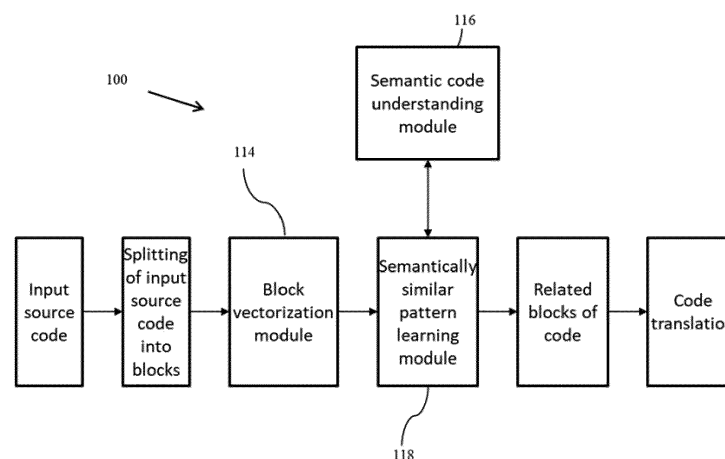 116
Semantic code
understanding
module
100
114
Input
source
code
Splitting
of input
source
code
into
blocks
Block
vectorization
module
Semantically
similar
pattern
learning
module
Related
blocks of
code
Code
translation
118